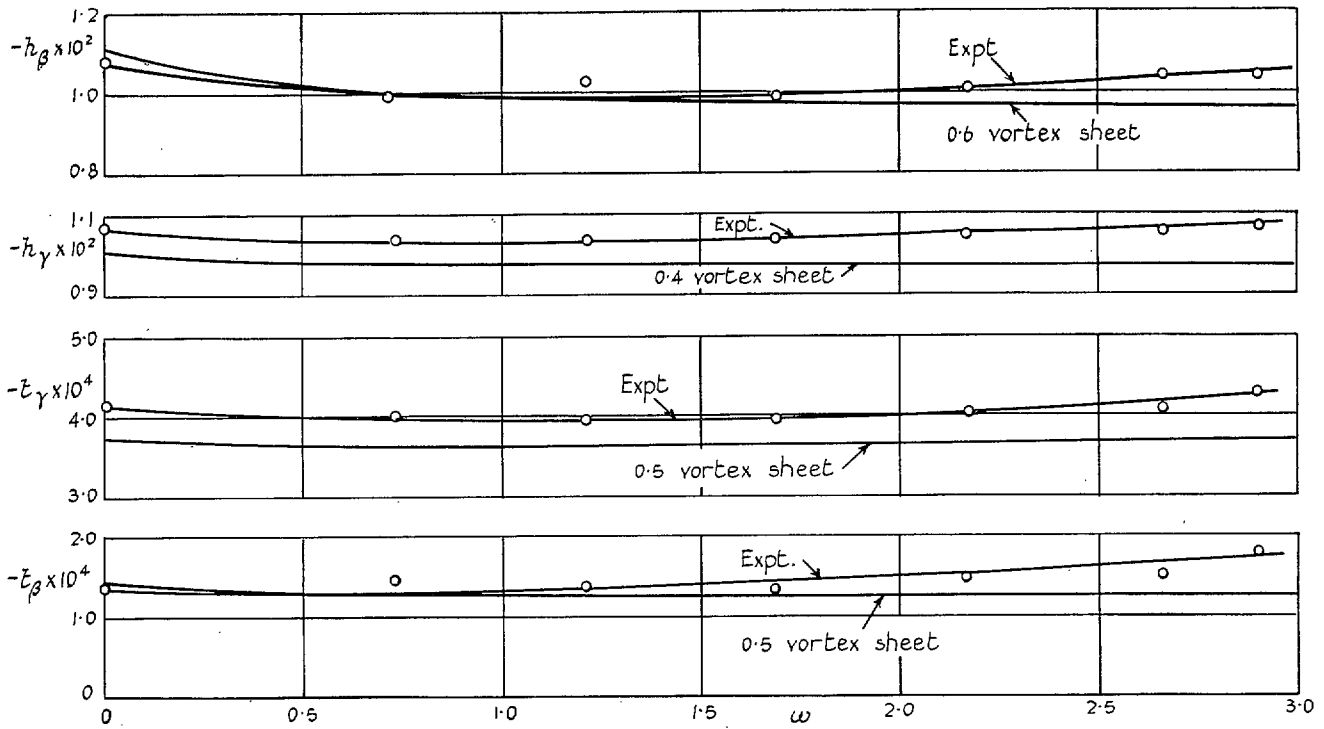 1.2
-h_β × 10²
Expt
1.0
0.6 vortex sheet
0.8
1.1
Expt.
-h_γ × 10²
0.4 vortex sheet
0.9
5.0
-t_γ × 10⁴
Expt
4.0
0.5 vortex sheet
3.0
2.0
Expt.
-t_β × 10⁴
1.0
0.5 vortex sheet
0
0 0.5 1.0 1.5 ω 2.0 2.5 3.0